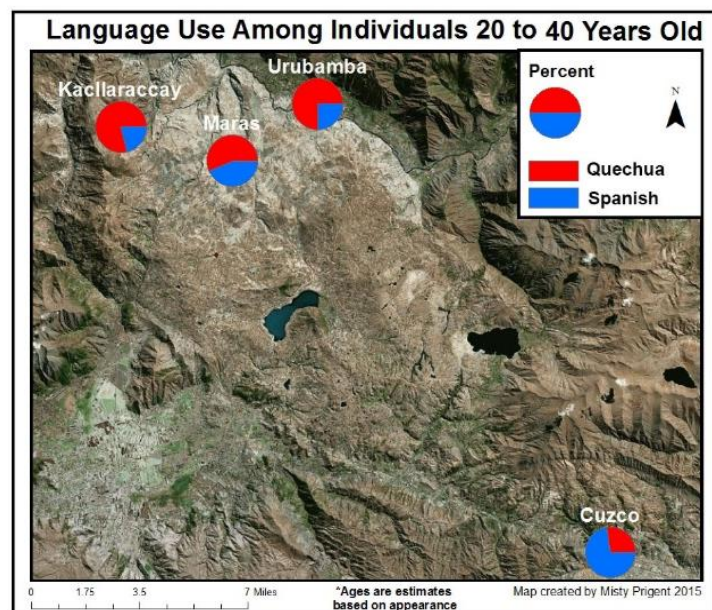 Language Use Among Individuals 20 to 40 Years Old
Urubamba
Kacllaraccay
Maras
Percent
N
Quechua
Spanish
Cuzco
0 1.75 3.5 7 Miles
*Ages are estimates
based on appearance
Map created by Misty Prigent 2015